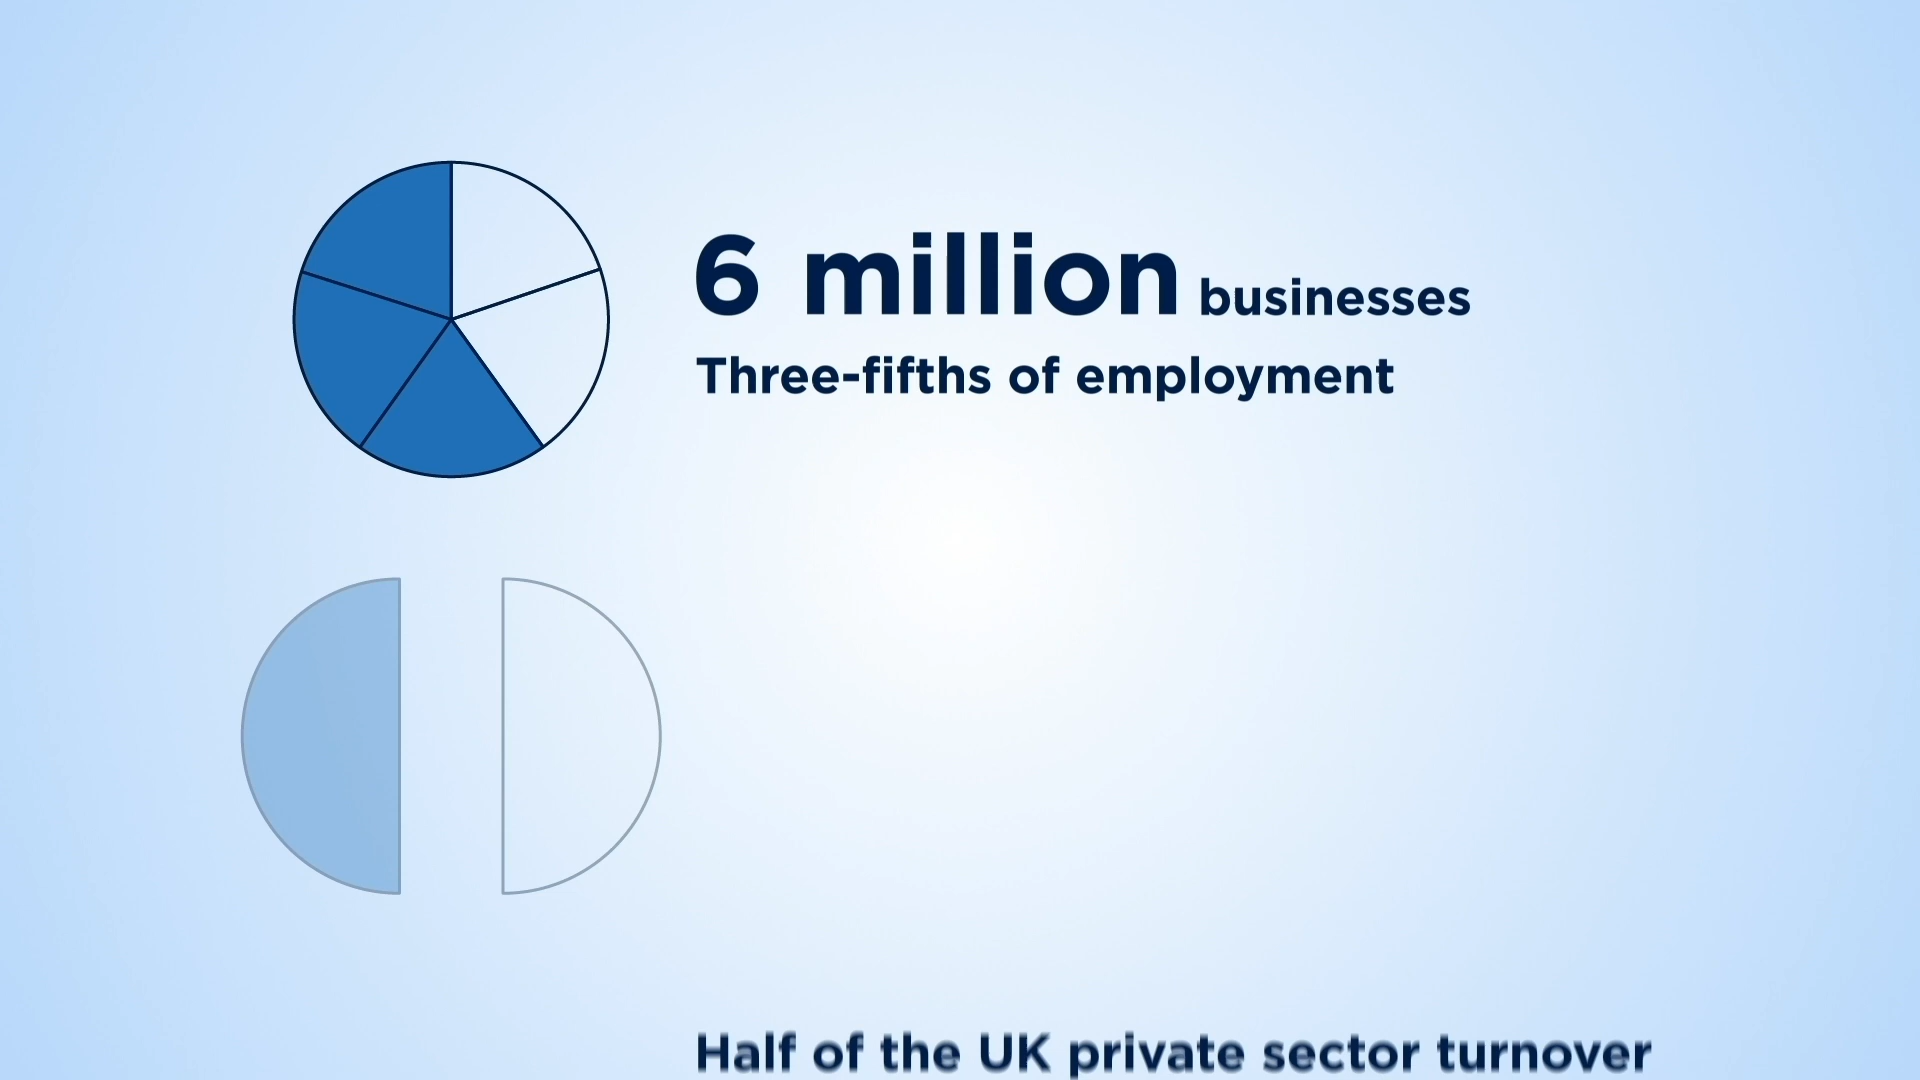 6 million businesses
Three-fifths of employment
Half of the UK private sector turnover